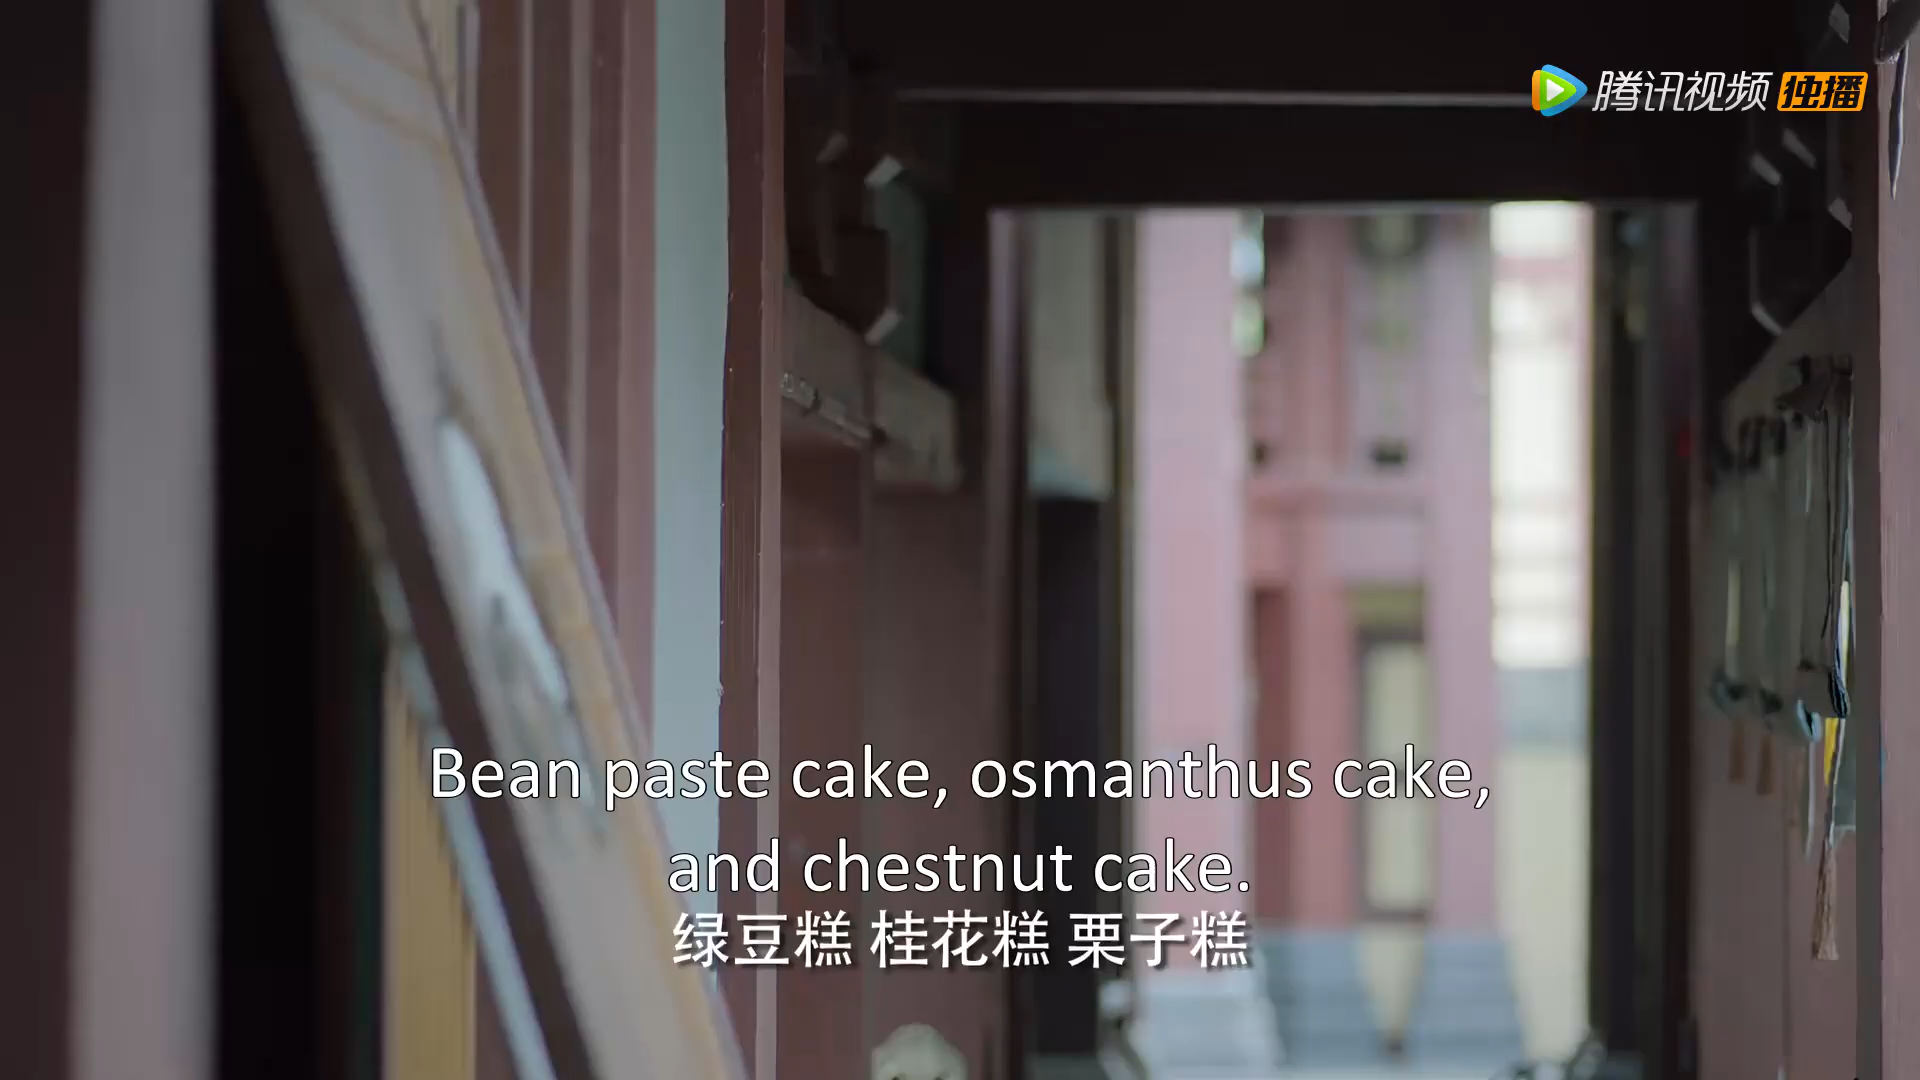 腾讯视频 独播
Bean paste cake, osmanthus cake,
and chestnut cake.
绿豆糕 桂花糕 栗子糕